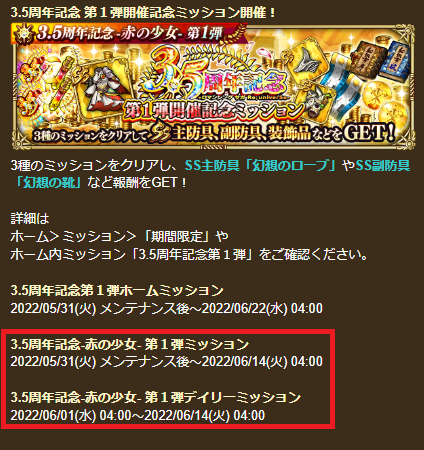 3.5周年記念 第１弾開催記念ミッション開催！
3.5周年記念 -赤の少女- 第1弾
3.5周年記念
Re;univerSe
第1弾開催記念ミッション
3種のミッションをクリアして主防具、副防具、装飾品などをGET！
3種のミッションをクリアし、SS主防具「幻想のローブ」やSS副防具
「幻想の靴」など報酬をGET！
詳細は
ホーム＞ミッション＞「期間限定」や
ホーム内ミッション「3.5周年記念第１弾」をご確認ください。
3.5周年記念第１弾ホームミッション
2022/05/31(火) メンテナンス後～2022/06/22(水) 04:00
3.5周年記念-赤の少女- 第１弾ミッション
2022/05/31(火) メンテナンス後～2022/06/14(火) 04:00
3.5周年記念-赤の少女- 第１弾デイリーミッション
2022/06/01(水) 04:00～2022/06/14(火) 04:00